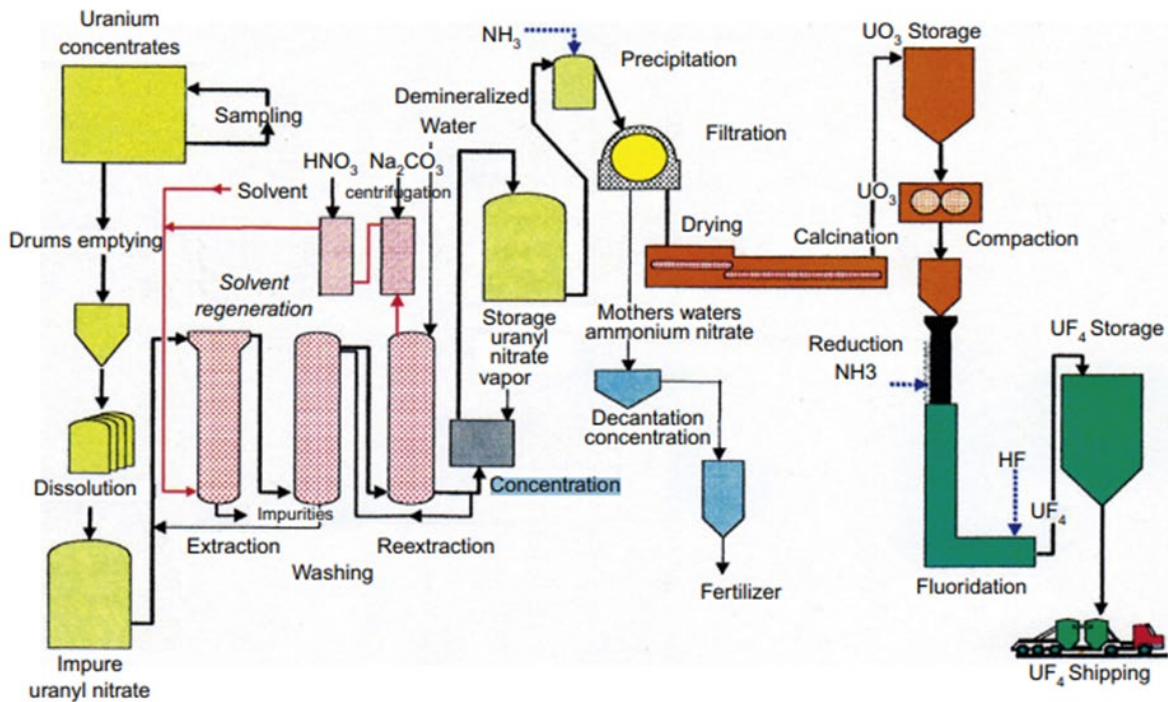 Uranium
concentrates
Sampling
Drums emptying
Dissolution
Impure
uranyl nitrate
Solvent
HNO₃
Na₂CO₃
centrifugation
Demineralized
Water
Solvent
regeneration
Impurities
Extraction
Washing
Reextraction
Concentration
Storage
uranyl
nitrate
vapor
NH₃
Precipitation
Filtration
Drying
Calcination
Mothers waters
ammonium nitrate
Decantation
concentration
Fertilizer
UO₃ Storage
UO₃
Compaction
Reduction
NH3
HF
UF₄
Fluoridation
UF₄ Storage
UF₄ Shipping